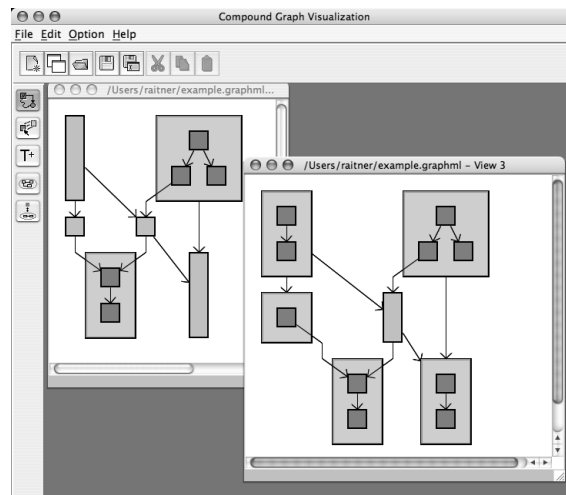 Compound Graph Visualization
File Edit Option Help
/Users/raitner/example.graphml...
/Users/raitner/example.graphml – View 3
T+